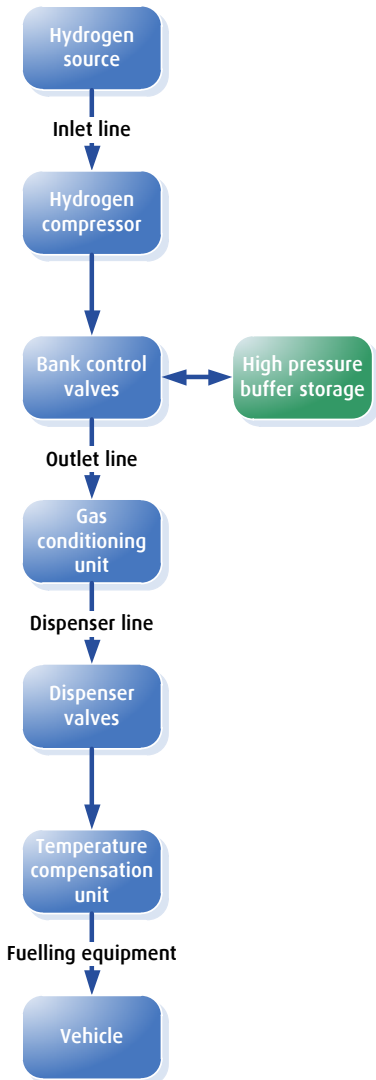 Hydrogen
source
Inlet line
Hydrogen
compressor
Bank control
valves
High pressure
buffer storage
Outlet line
Gas
conditioning
unit
Dispenser line
Dispenser
valves
Temperature
compensation
unit
Fuelling equipment
Vehicle